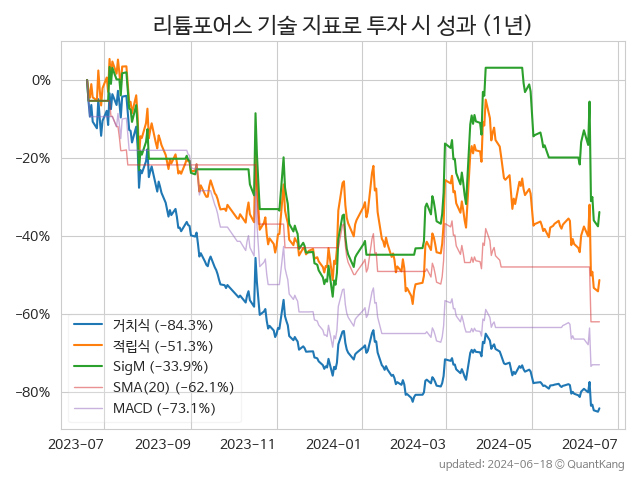 리튬포어스 기술 지표로 투자 시 성과 (1년)
0%
−20%
−40%
−60%
−80%
거치식 (−84.3%)
적립식 (−51.3%)
SigM (−33.9%)
SMA(20) (−62.1%)
MACD (−73.1%)
2023−07
2023−09
2023−11
2024−01
2024−03
2024−05
2024−07
updated: 2024−06−18 © QuantKang